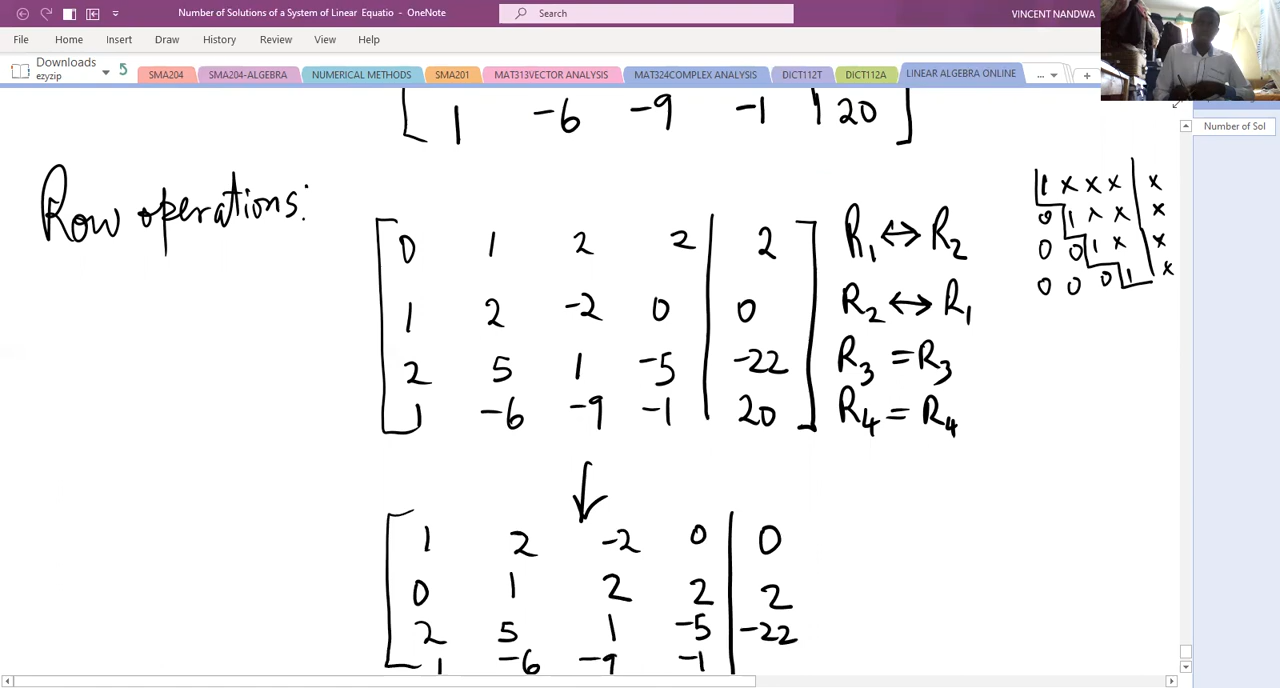 Number of Solutions of a System of Linear Equatio - OneNote
Search
VINCENT NANDWA
File Home Insert Draw History Review View Help
Downloads
ezyzip
SMA204 SMA204-ALGEBRA NUMERICAL METHODS SMA201 MAT313VECTOR ANALYSIS MAT324COMPLEX ANALYSIS DICT112T DICT112A LINEAR ALGEBRA ONLINE ... +
Number of Sol
1 -6 -9 -1 | 20
Row operations:
0 1 2 2 | 2 R1 ↔ R2
1 2 -2 0 | 0 R2 ↔ R1
2 5 1 -5 | -22 R3 = R3
1 -6 -9 -1 | 20 R4 = R4
1 x x x | x
0 1 x x | x
0 0 1 x | x
0 0 0 1 | x
↓
1 2 -2 0 | 0
0 1 2 2 | 2
2 5 1 -5 | -22
1 -6 -9 -1 |